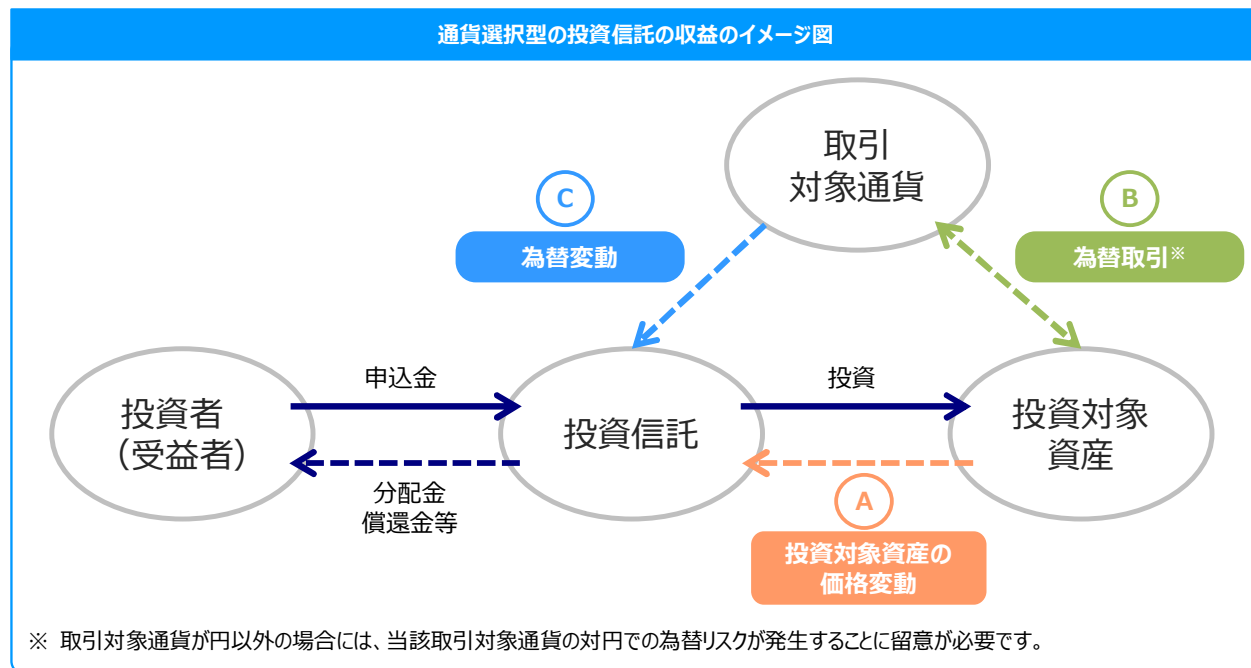 通貨選択型の投資信託の収益のイメージ図
取引
対象通貨
C
為替変動
B
為替取引※
投資者
(受益者)
申込金
分配金
償還金等
投資信託
投資
投資対象
資産
A
投資対象資産の
価格変動
※ 取引対象通貨が円以外の場合には、当該取引対象通貨の対円での為替リスクが発生することに留意が必要です。